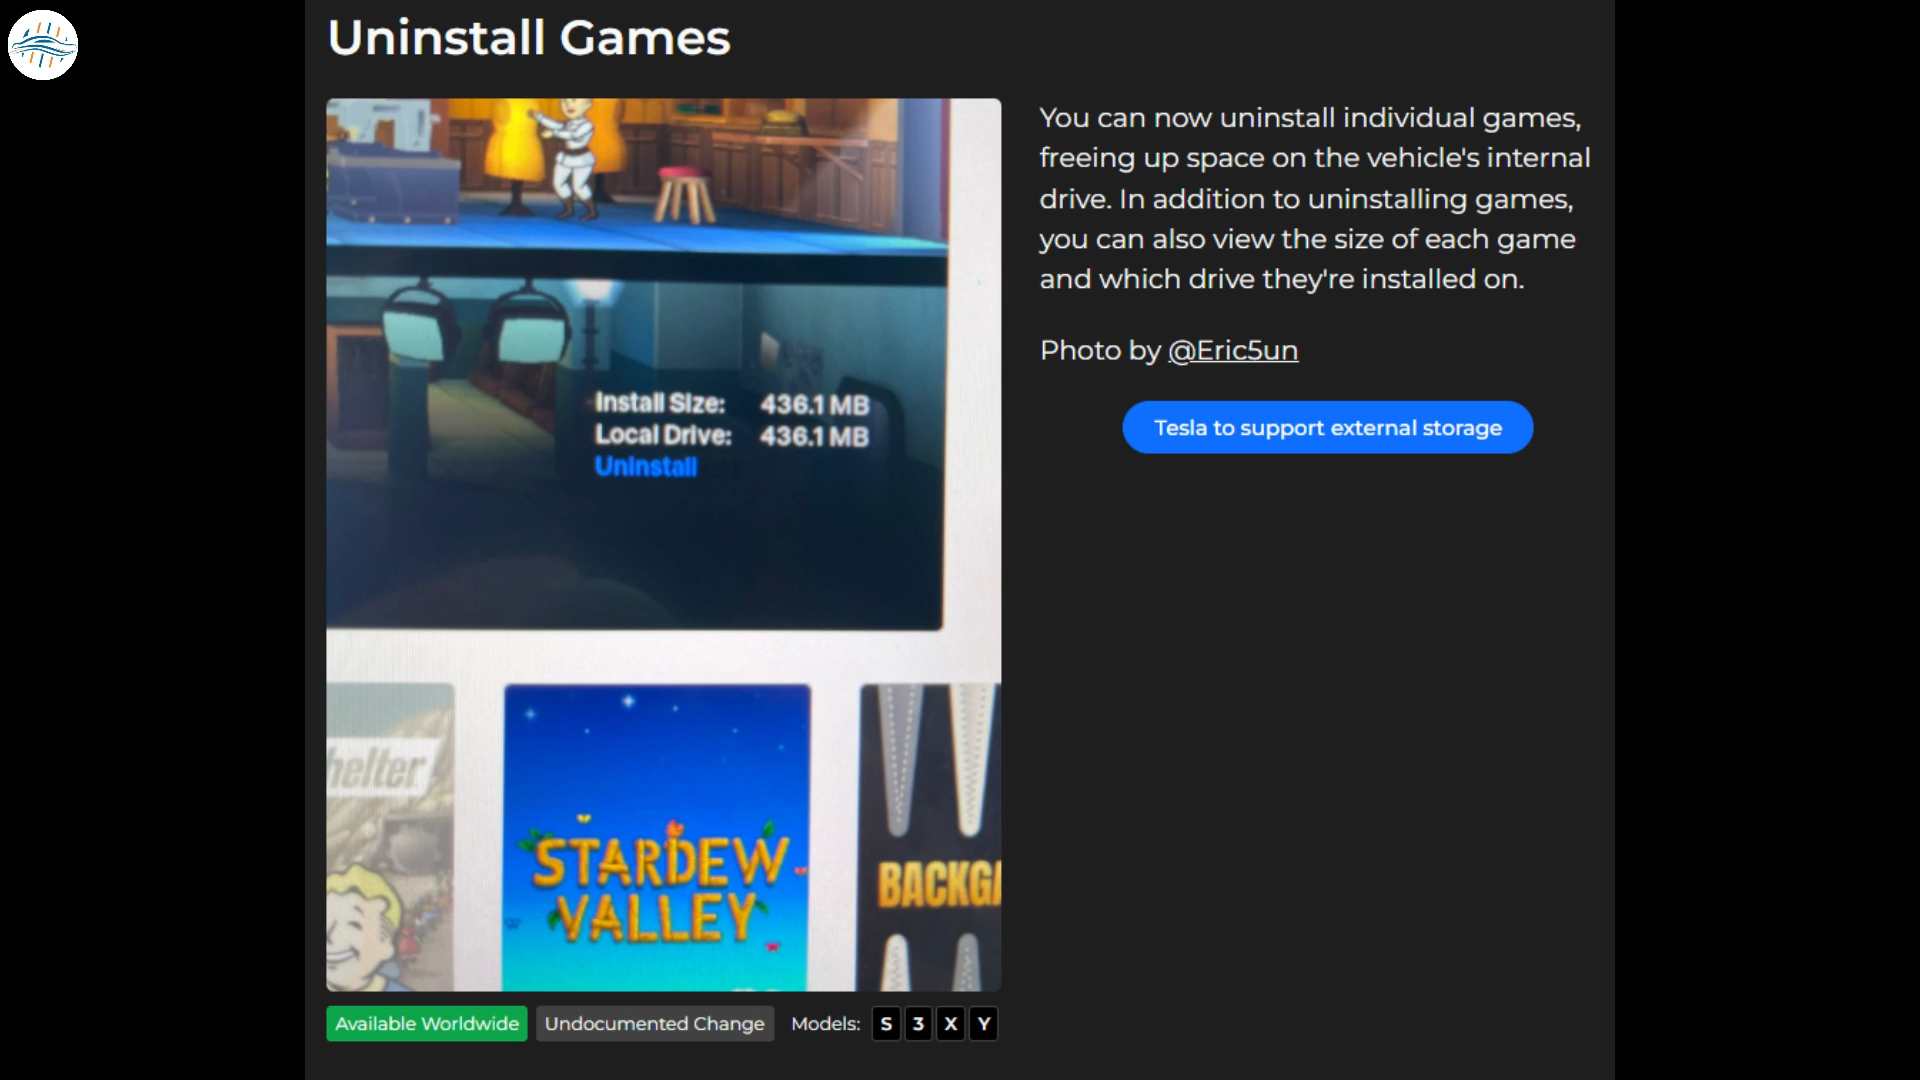 Uninstall Games
You can now uninstall individual games,
freeing up space on the vehicle's internal
drive. In addition to uninstalling games,
you can also view the size of each game
and which drive they're installed on.
Photo by @Eric5un
Tesla to support external storage
Install Size: 436.1 MB
Local Drive: 436.1 MB
Uninstall
helter
STARDEW
VALLEY
BACKGA
Available Worldwide Undocumented Change Models: S 3 X Y